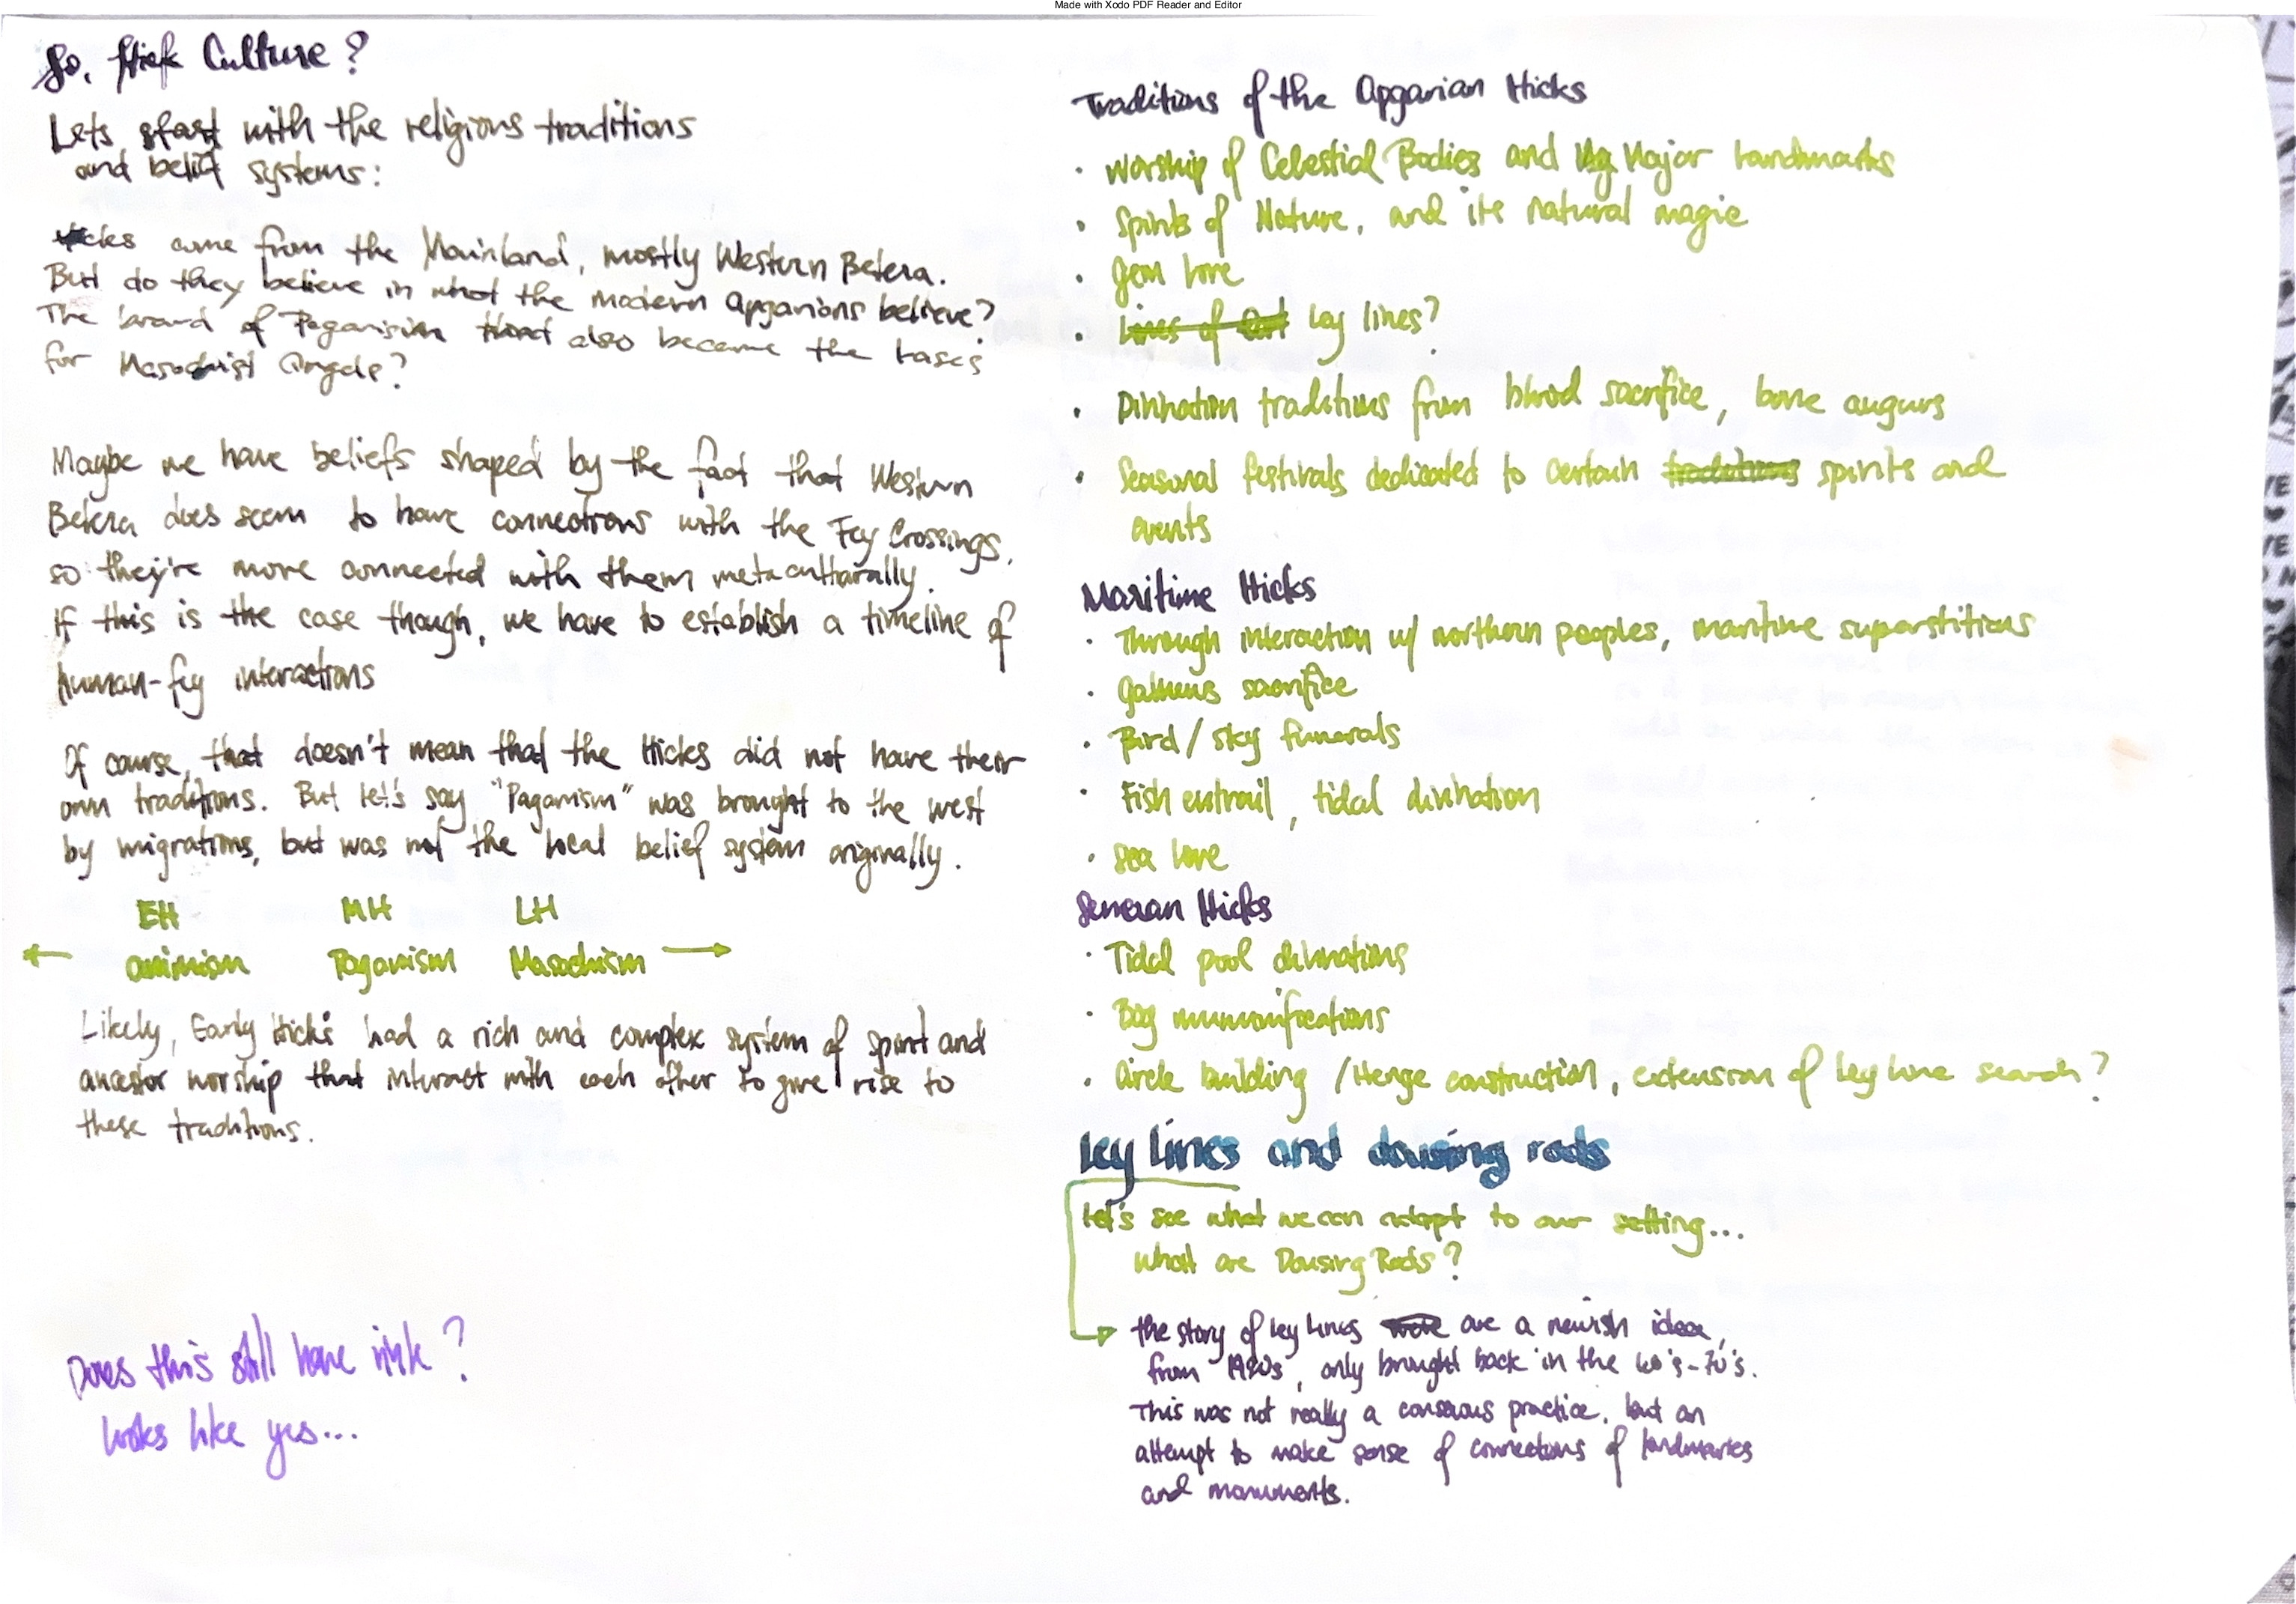 Made with Xodo PDF Reader and Editor
So, Hick Culture?
Lets start with the religious traditions
and belief systems:
Hicks came from the Mainland, mostly Western Betera.
But do they believe in what the modern Apgarians believe?
The brand of Paganism that also became the basis
for Masochist Angels?
Maybe we have beliefs shaped by the fact that Western
Betera does seem to have connections with the Fey Crossings,
so they're more connected with them metaculturally.
If this is the case though, we have to establish a timeline of
human-fey interactions
Of course, that doesn't mean that the Hicks did not have their
own traditions. But let's say "Paganism" was brought to the west
by migrations, but was not the local belief system originally.
EH MH LH
animism Paganism Masochism
Likely, Early Hicks had a rich and complex system of spirit and
ancestor worship that interact with each other to give rise to
these traditions.
Does this still have ink?
Looks like yes...
Traditions of the Apgarian Hicks
· Worship of Celestial Bodies and Major Landmarks
· Spirits of Nature, and its natural magic
· Gem lore
· Lines of Ley lines?
· Divination traditions from blood sacrifice, bone augurs
· Seasonal festivals dedicated to certain traditions spirits and
events
Maritime Hicks
· Through interaction w/ northern peoples, maritime superstitions
· sacrifice
· Bird/sky funerals
· Fish entrail, tidal divination
· Sea lore
Hicks
· Tidal pool divinations
· Bog mummifications
· Circle building /Henge construction, extension of ley line search?
Ley lines and dousing rods
Let's see what we can adapt to our setting...
What are Dousing Rods?
the story of ley lines were are a newish idea,
from 1920s, only brought back in the 60's-70's.
This was not really a conscious practice, but an
attempt to make sense of connections of landmarks
and monuments.